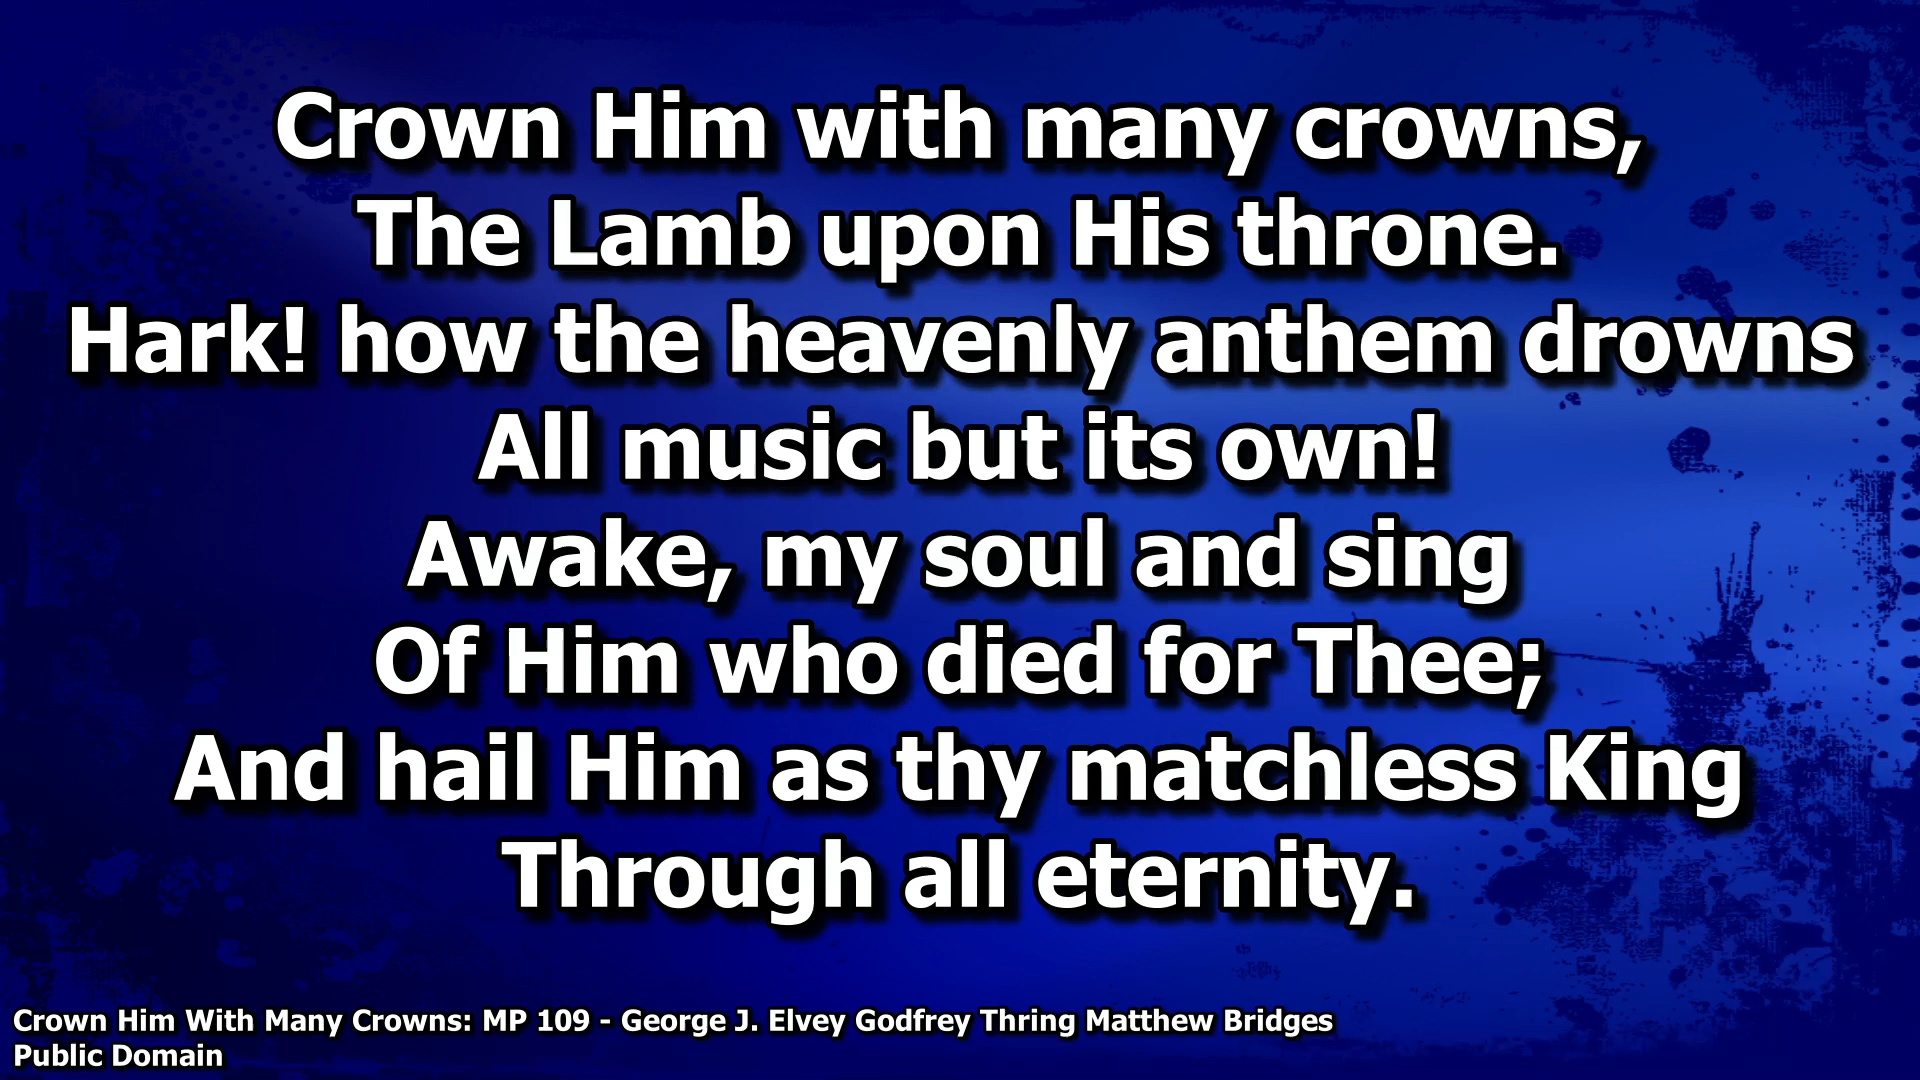 Crown Him with many crowns,
The Lamb upon His throne.
Hark! how the heavenly anthem drowns
All music but its own!
Awake, my soul and sing
Of Him who died for Thee;
And hail Him as thy matchless King
Through all eternity.
Crown Him With Many Crowns: MP 109 - George J. Elvey Godfrey Thring Matthew Bridges
Public Domain